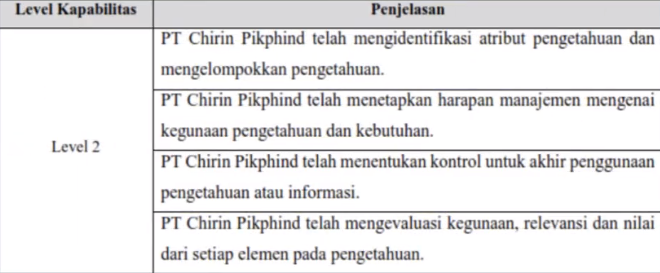 Level Kapabilitas Penjelasan
PT Chirin Pikphind telah mengidentifikasi atribut pengetahuan dan
mengelompokkan pengetahuan.
PT Chirin Pikphind telah menetapkan harapan manajemen mengenai
kegunaan pengetahuan dan kebutuhan.
Level 2
PT Chirin Pikphind telah menentukan kontrol untuk akhir penggunaan
pengetahuan atau informasi.
PT Chirin Pikphind telah mengevaluasi kegunaan, relevansi dan nilai
dari setiap elemen pada pengetahuan.